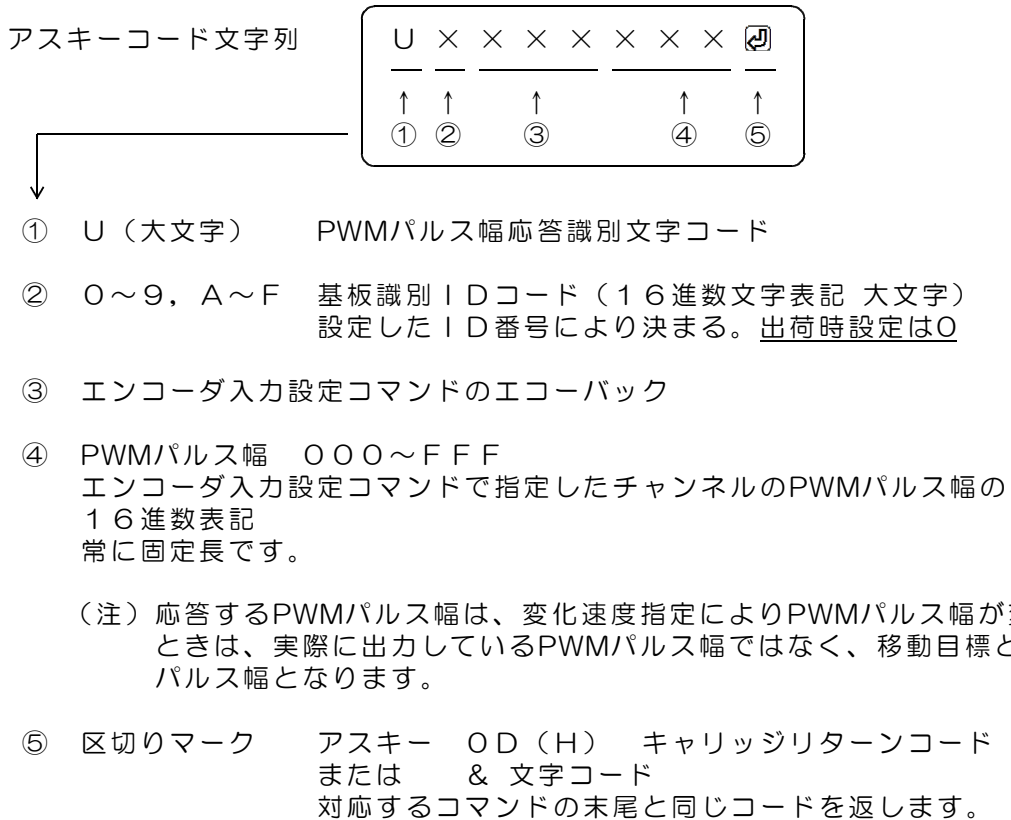 アスキーコード文字列 U × × × × × × ×
↑ ↑ ↑ ↑ ↑
① ② ③ ④ ⑤
① U(大文字) PWMパルス幅応答識別文字コード
② 0~9,A~F 基板識別IDコード(16進数文字表記 大文字)
設定したID番号により決まる。出荷時設定は0
③ エンコーダ入力設定コマンドのエコーバック
④ PWMパルス幅 000~FFF
エンコーダ入力設定コマンドで指定したチャンネルのPWMパルス幅の
16進数表記
常に固定長です。
(注)応答するPWMパルス幅は、変化速度指定によりPWMパルス幅が
ときは、実際に出力しているPWMパルス幅ではなく、移動目標と
パルス幅となります。
⑤ 区切りマーク アスキー 0D(H) キャリッジリターンコード
または & 文字コード
対応するコマンドの末尾と同じコードを返します。